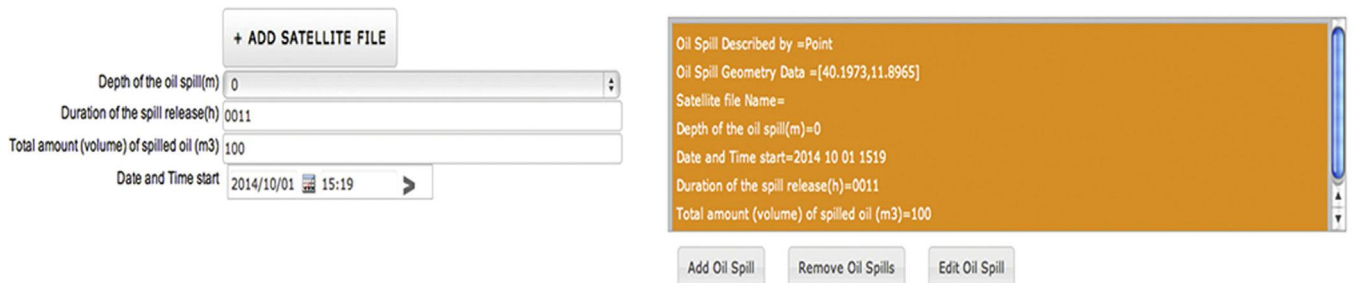 + ADD SATELLITE FILE
Depth of the oil spill(m) 0
Duration of the spill release(h) 0011
Total amount (volume) of spilled oil (m3) 100
Date and Time start 2014/10/01 15:19 >
Oil Spill Described by =Point
Oil Spill Geometry Data =[40.1973,11.8965]
Satellite file Name=
Depth of the oil spill(m)=0
Date and Time start=2014 10 01 1519
Duration of the spill release(h)=0011
Total amount (volume) of spilled oil (m3)=100
Add Oil Spill Remove Oil Spills Edit Oil Spill